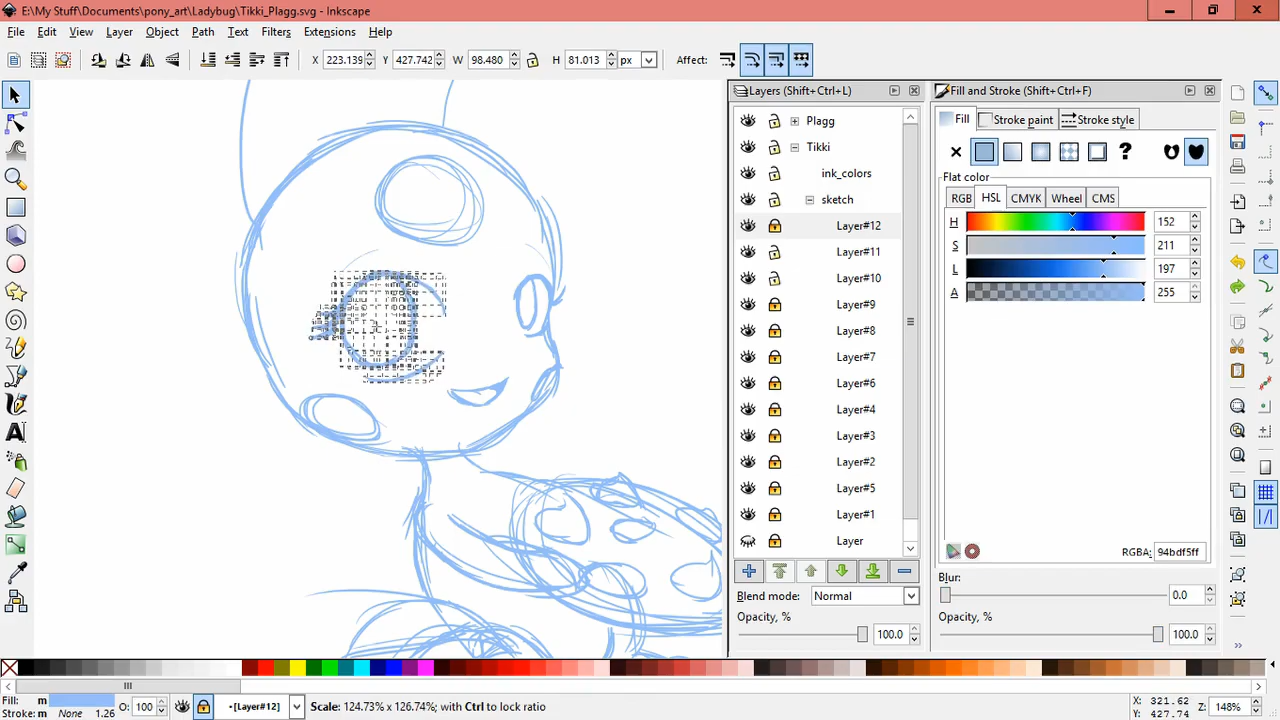 E:\My Stuff\Documents\pony_art\Ladybug\Tikki_Plagg.svg - Inkscape
File Edit View Layer Object Path Filters Text Extensions Help
X 223.139 Y 427.742 W 98.480 H 81.013 px Affect:
Layers (Shift+Ctrl+L)
Plagg
Tikki
ink_colors
sketch
Layer#12
Layer#11
Layer#10
Layer#9
Layer#8
Layer#7
Layer#6
Layer#4
Layer#3
Layer#2
Layer#5
Layer#1
Layer
Blend mode: Normal
Opacity, %
100.0
Fill and Stroke (Shift+Ctrl+F)
Fill Stroke paint Stroke style
Flat color
RGB HSL CMYK Wheel CMS
H 152
S 211
L 197
A 255
RGBA: 94bdf5ff
Blur:
0.0
Opacity, %
100.0
Fill: m
Stroke: m None 1.26
O: 100
•[Layer#12]
Scale: 124.73% x 126.74%; with Ctrl to lock ratio
X: 321.62
Y: 427.74
Z: 148%